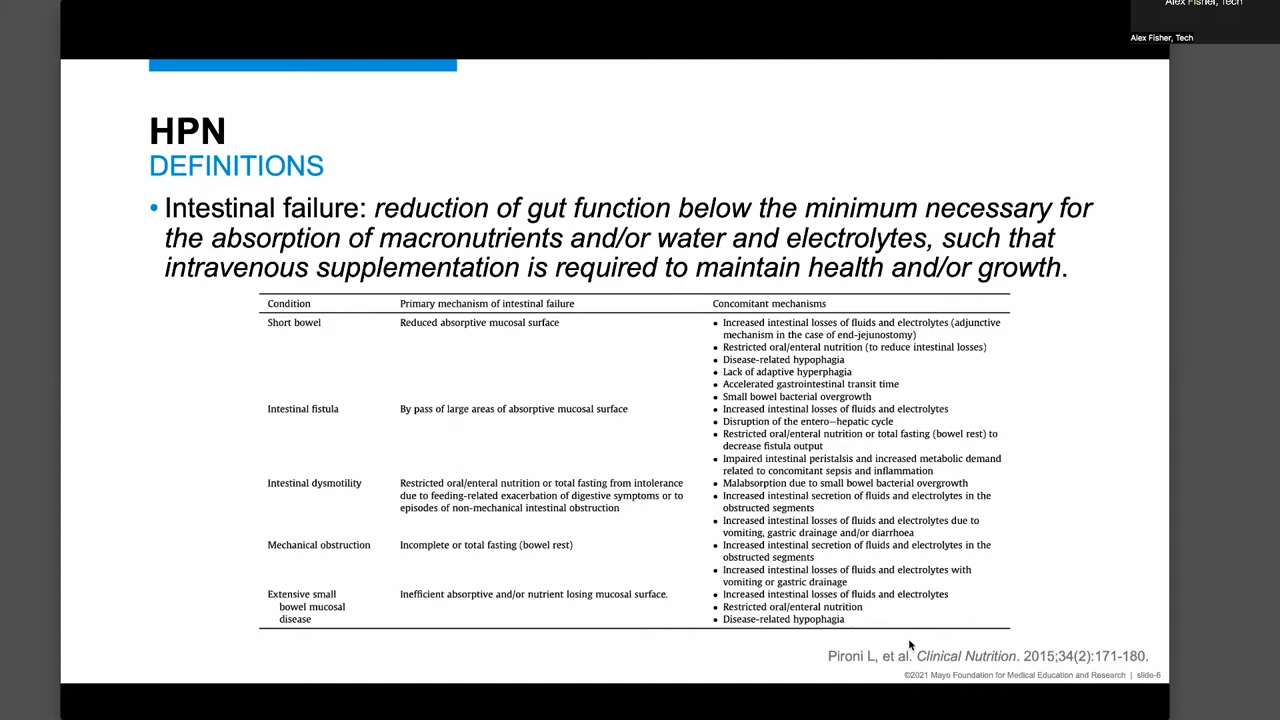 Alex Fisher, Tech
Alex Fisher, Tech
HPN
DEFINITIONS
• Intestinal failure: reduction of gut function below the minimum necessary for
the absorption of macronutrients and/or water and electrolytes, such that
intravenous supplementation is required to maintain health and/or growth.
Condition Primary mechanism of intestinal failure Concomitant mechanisms
Short bowel Reduced absorptive mucosal surface • Increased intestinal losses of fluids and electrolytes (adjunctive
mechanism in the case of end-jejunostomy)
• Restricted oral/enteral nutrition (to reduce intestinal losses)
• Disease-related hypophagia
• Lack of adaptive hyperphagia
• Accelerated gastrointestinal transit time
• Small bowel bacterial overgrowth
Intestinal fistula By pass of large areas of absorptive mucosal surface • Increased intestinal losses of fluids and electrolytes
• Disruption of the entero–hepatic cycle
• Restricted oral/enteral nutrition or total fasting (bowel rest) to
decrease fistula output
• Impaired intestinal peristalsis and increased metabolic demand
related to concomitant sepsis and inflammation
Intestinal dysmotility Restricted oral/enteral nutrition or total fasting from intolerance • Malabsorption due to small bowel bacterial overgrowth
due to feeding-related exacerbation of digestive symptoms or to • Increased intestinal secretion of fluids and electrolytes in the
episodes of non-mechanical intestinal obstruction obstructed segments
• Increased intestinal losses of fluids and electrolytes due to
vomiting, gastric drainage and/or diarrhoea
Mechanical obstruction Incomplete or total fasting (bowel rest) • Increased intestinal secretion of fluids and electrolytes in the
obstructed segments
• Increased intestinal losses of fluids and electrolytes with
vomiting or gastric drainage
Extensive small Inefficient absorptive and/or nutrient losing mucosal surface. • Increased intestinal losses of fluids and electrolytes
bowel mucosal • Restricted oral/enteral nutrition
disease • Disease-related hypophagia
Pironi L, et al. Clinical Nutrition. 2015;34(2):171-180.
©2021 Mayo Foundation for Medical Education and Research | slide-6